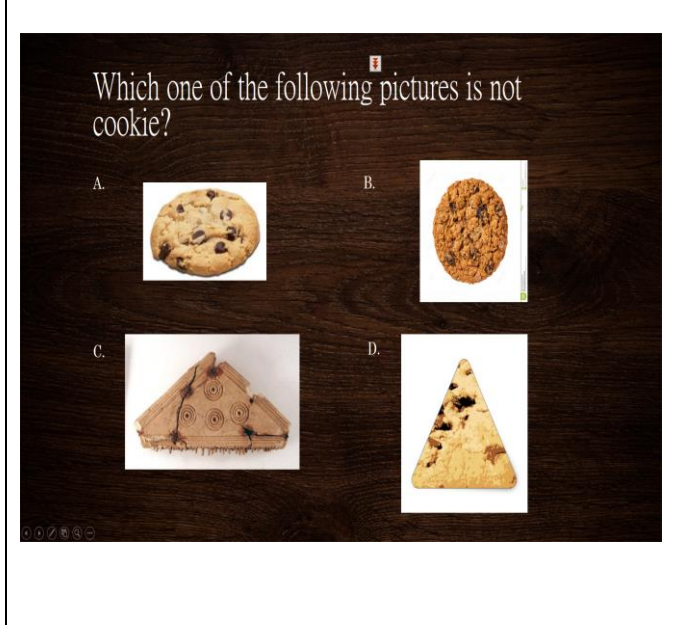 Which one of the following pictures is not
cookie?
A.
B.
C.
D.